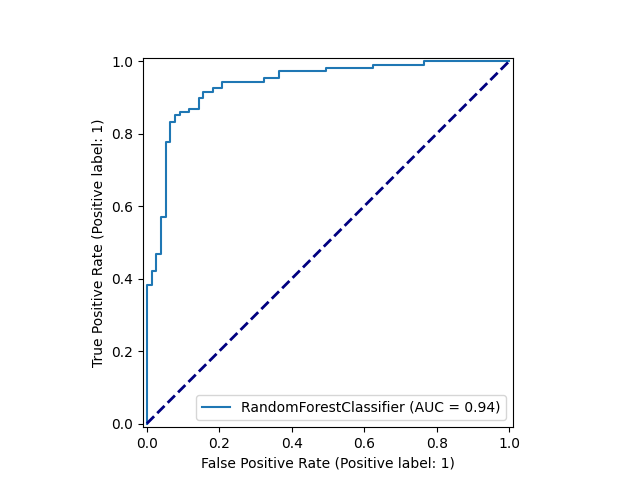 1.0
0.8
0.6
0.4
0.2
0.0
True Positive Rate (Positive label: 1)
RandomForestClassifier (AUC = 0.94)
0.0 0.2 0.4 0.6 0.8 1.0
False Positive Rate (Positive label: 1)